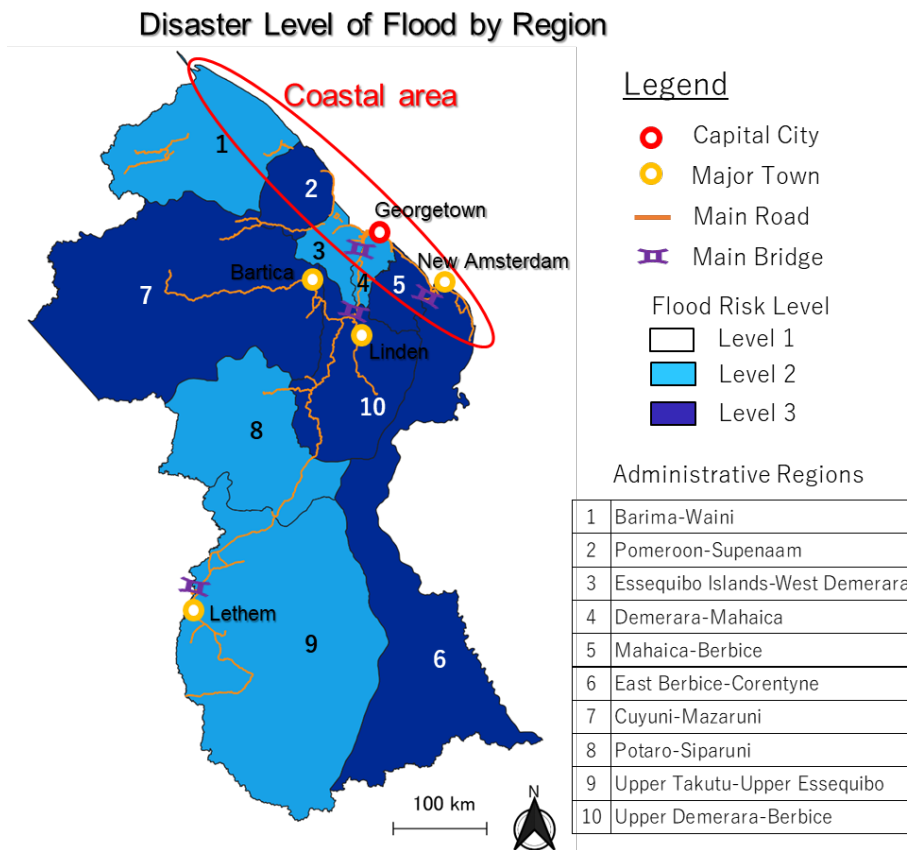 Disaster Level of Flood by Region
Coastal area
1
2
Georgetown
3
New Amsterdam
Bartica
4
5
7
Linden
10
8
Lethem
9
6
100 km
N
Legend
Capital City
Major Town
Main Road
Main Bridge
Flood Risk Level
Level 1
Level 2
Level 3
Administrative Regions
1 Barima-Waini
2 Pomeroon-Supenaam
3 Essequibo Islands-West Demerara
4 Demerara-Mahaica
5 Mahaica-Berbice
6 East Berbice-Corentyne
7 Cuyuni-Mazaruni
8 Potaro-Siparuni
9 Upper Takutu-Upper Essequibo
10 Upper Demerara-Berbice